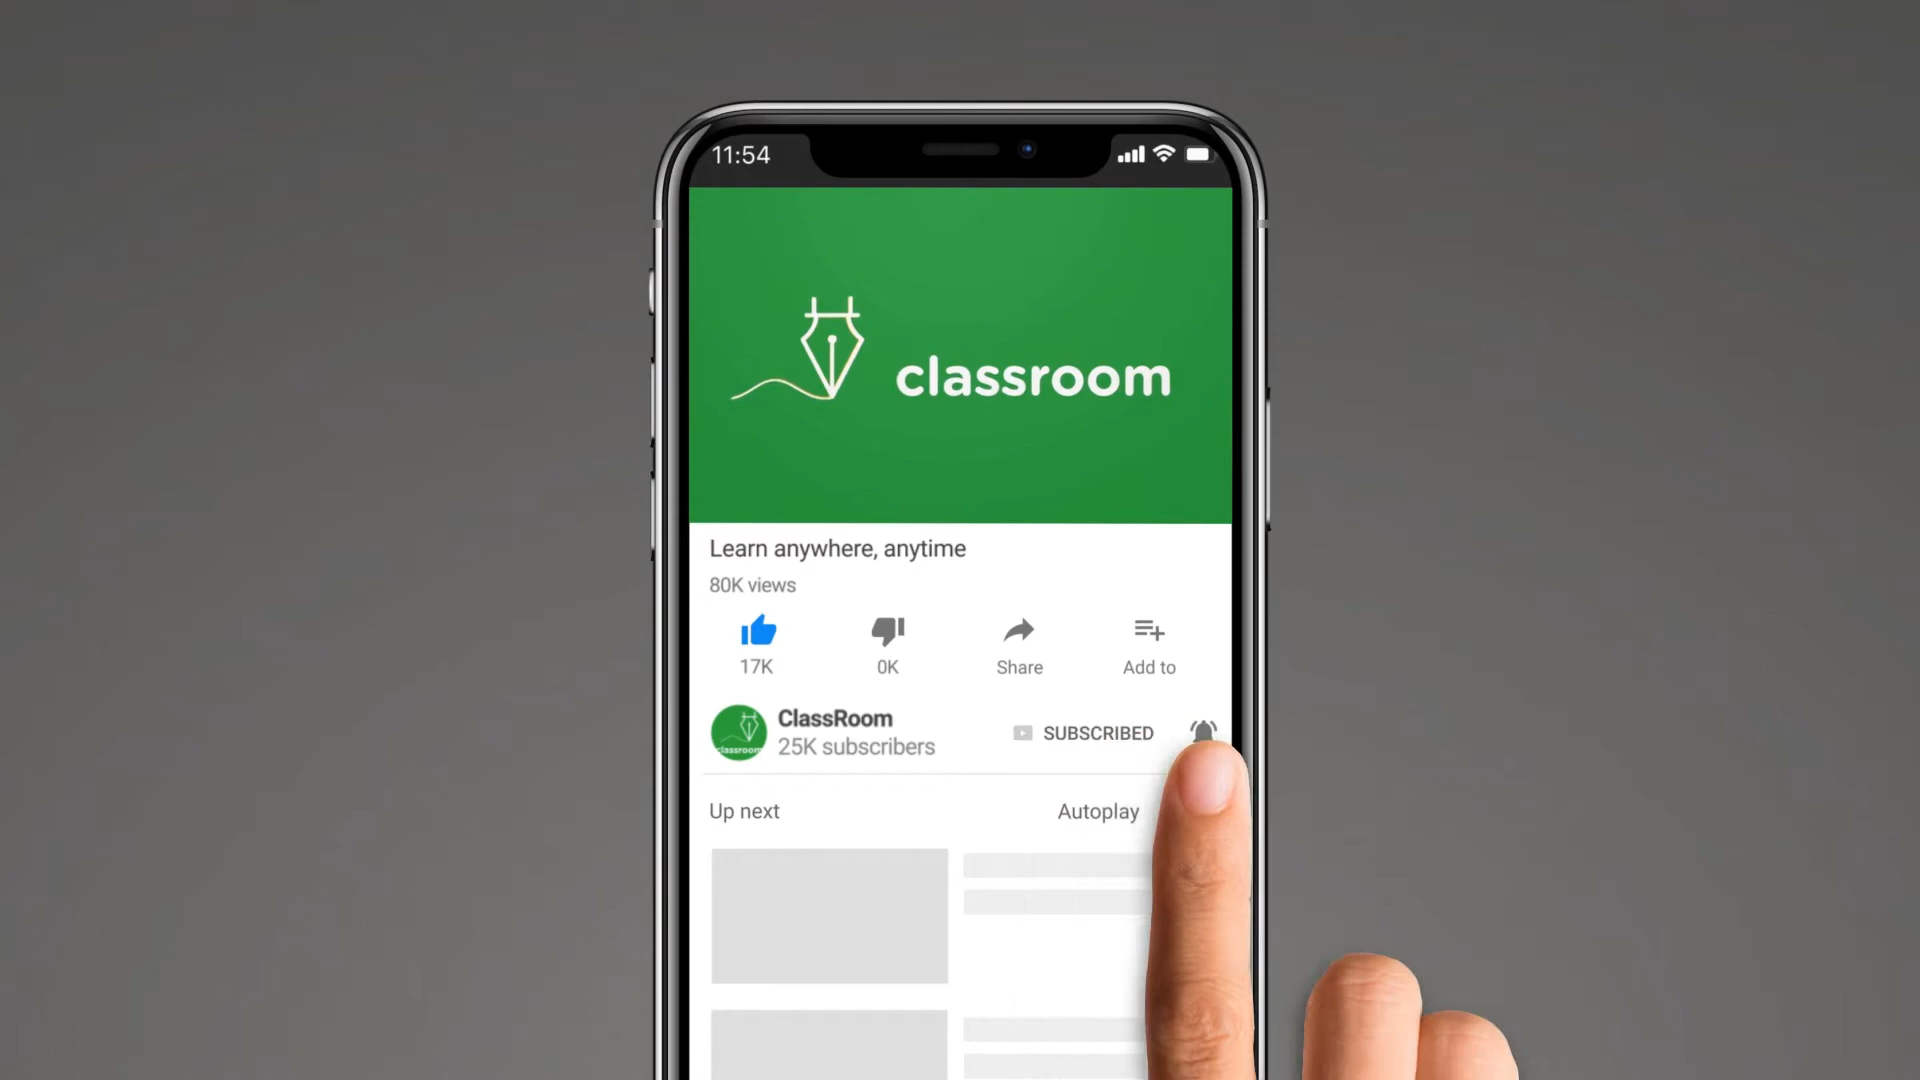 11:54
classroom
Learn anywhere, anytime
80K views
17K
0K
Share
Add to
classroom
ClassRoom
25K subscribers
SUBSCRIBED
Up next
Autoplay